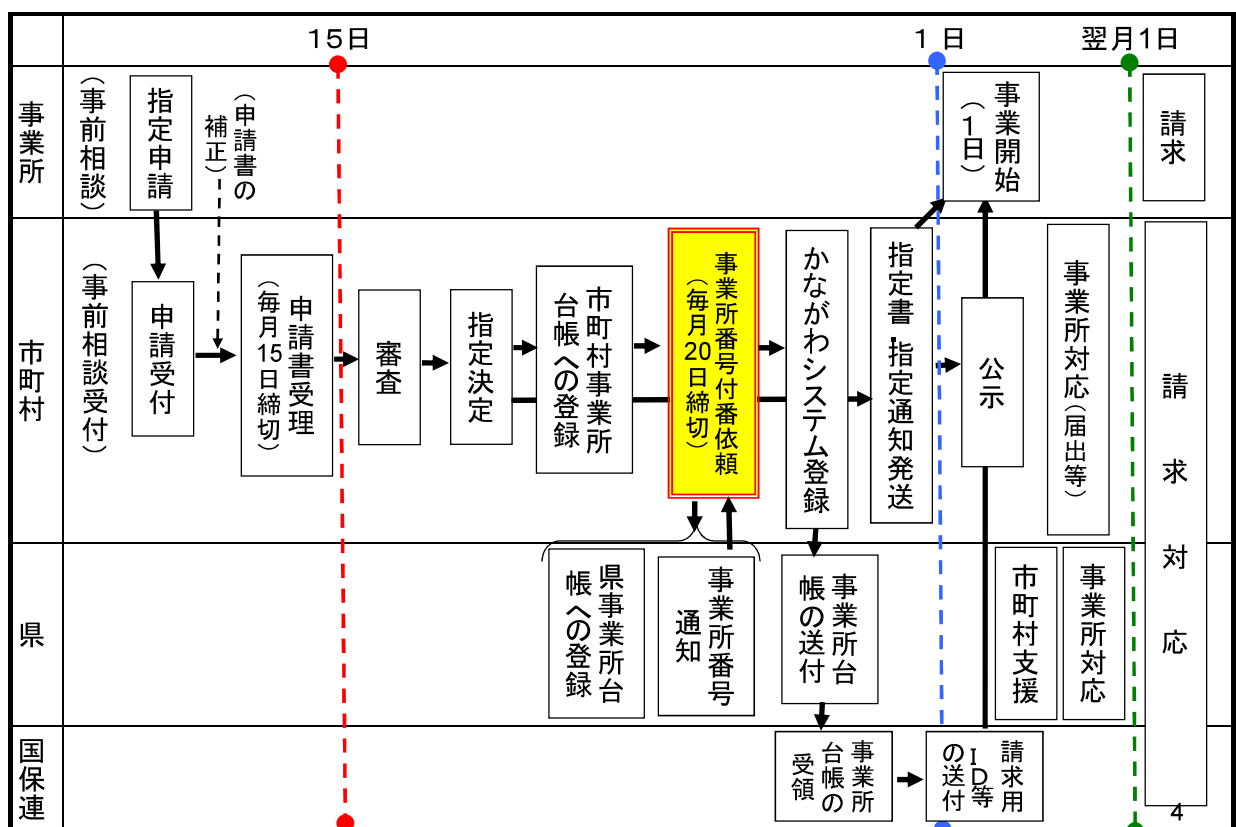 15日
1 日
翌月1日
事業所
（事前相談）
指定申請
（申請書の
補正）
事業開始
（１日）
請求
市町村
（事前相談受付）
申請受付
申請書受理
（毎月15日締切）
審査
指定決定
市町村事業所
台帳への登録
事業所番号付番依頼
（毎月20日締切）
かながわシステム登録
指定書・指定通知発送
公示
事業所対応（届出等）
請求対応
県
県事業所台
帳への登録
事業所番号
通知
事業所台
帳の送付
市町村支援
事業所対応
国保連
事業所
台帳の
受領
請求用
ＩＤ等
の送付
4